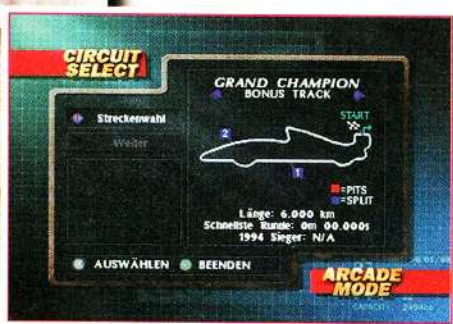 CIRCUIT
SELECT
GRAND CHAMPION
BONUS TRACK
START
Streckenwahl
Weiter
2
1
=PITS
=SPLIT
Länge: 6.000 km
Schnellste Runde: 0m 00.000s
1994 Sieger: N/A
AUSWÄHLEN
BEENDEN
ARCADE
MODE
CAPACITY